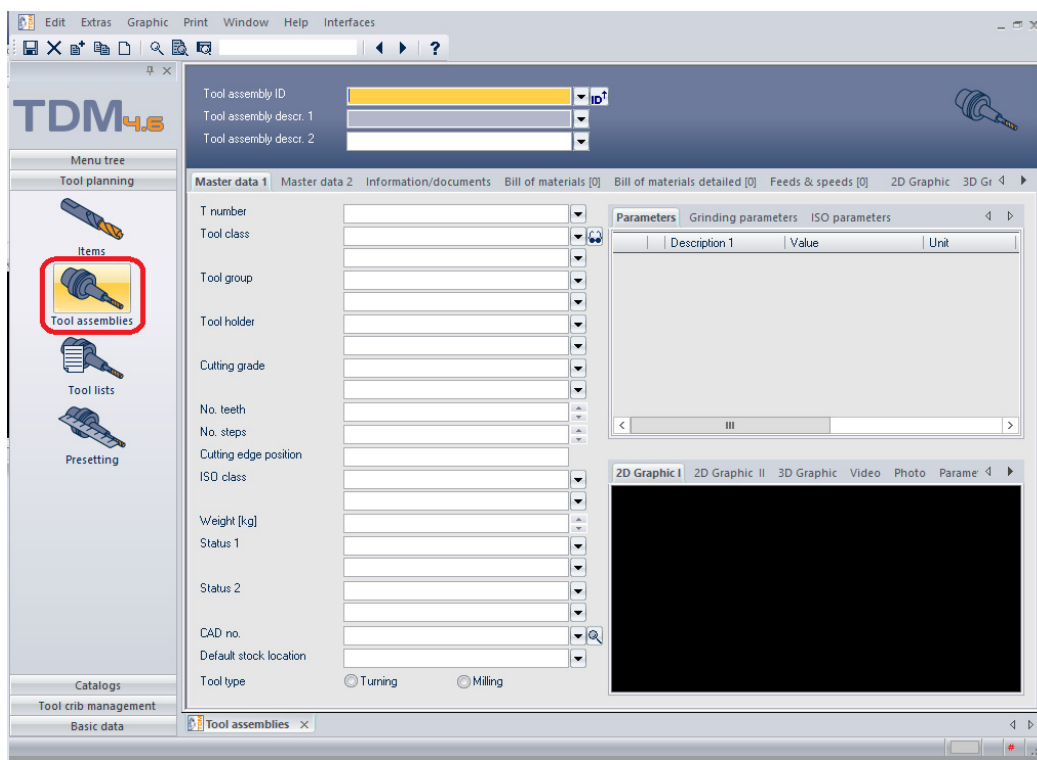 Edit Extras Graphic Print Window Help Interfaces
?
TDM4.6
Menu tree
Tool planning
Items
Tool assemblies
Tool lists
Presetting
Catalogs
Tool crib management
Basic data
Tool assembly ID
ID
Tool assembly descr. 1
Tool assembly descr. 2
Master data 1 Master data 2 Information/documents Bill of materials [0] Bill of materials detailed [0] Feeds & speeds [0] 2D Graphic 3D Gr
T number
Tool class
Tool group
Tool holder
Cutting grade
No. teeth
No. steps
Cutting edge position
ISO class
Weight [kg]
Status 1
Status 2
CAD no.
Default stock location
Tool type Turning Milling
Parameters Grinding parameters ISO parameters
Description 1 Value Unit
2D Graphic I 2D Graphic II 3D Graphic Video Photo Parame
Tool assemblies
#